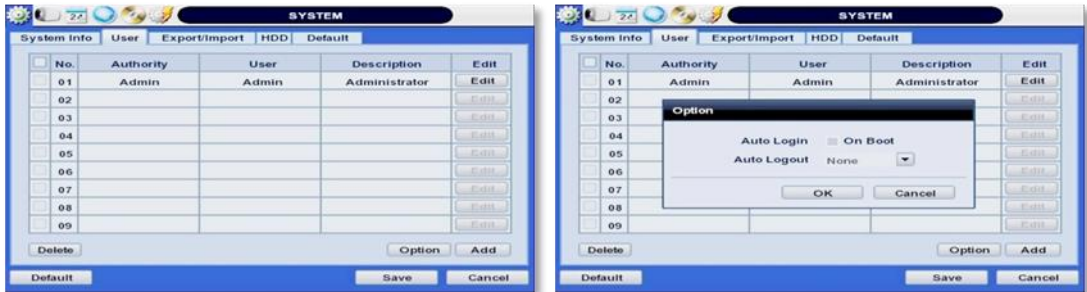 SYSTEM
System Info User Export/Import HDD Default
No. Authority User Description Edit
01 Admin Admin Administrator Edit
02 Edit
03 Edit
04 Edit
05 Edit
06 Edit
07 Edit
08 Edit
09 Edit
Delete Option Add
Default Save Cancel
SYSTEM
System Info User Export/Import HDD Default
No. Authority User Description Edit
01 Admin Admin Administrator Edit
02 Edit
03 Edit
04 Edit
05 Edit
06 Edit
07 Edit
08 Edit
09 Edit
Option
Auto Login On Boot
Auto Logout None
OK Cancel
Delete Option Add
Default Save Cancel